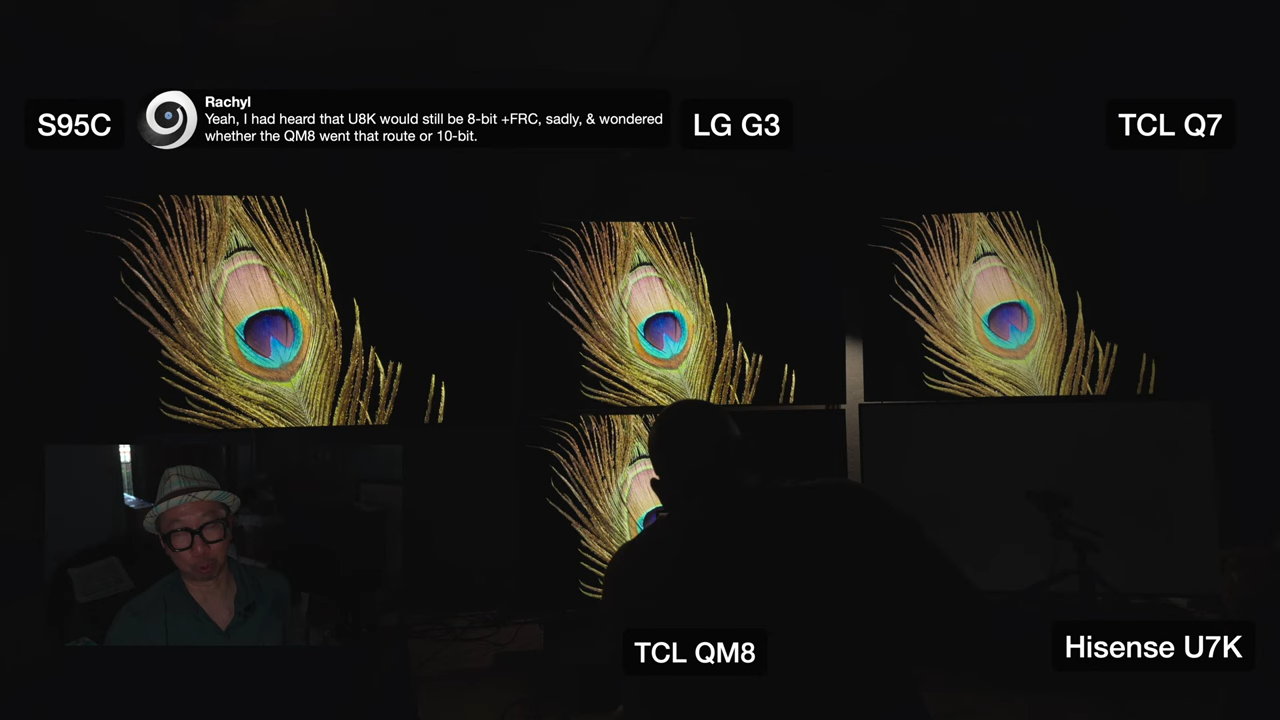 S95C
Rachyl
Yeah, I had heard that U8K would still be 8-bit +FRC, sadly, & wondered
whether the QM8 went that route or 10-bit.
LG G3
TCL Q7
TCL QM8
Hisense U7K